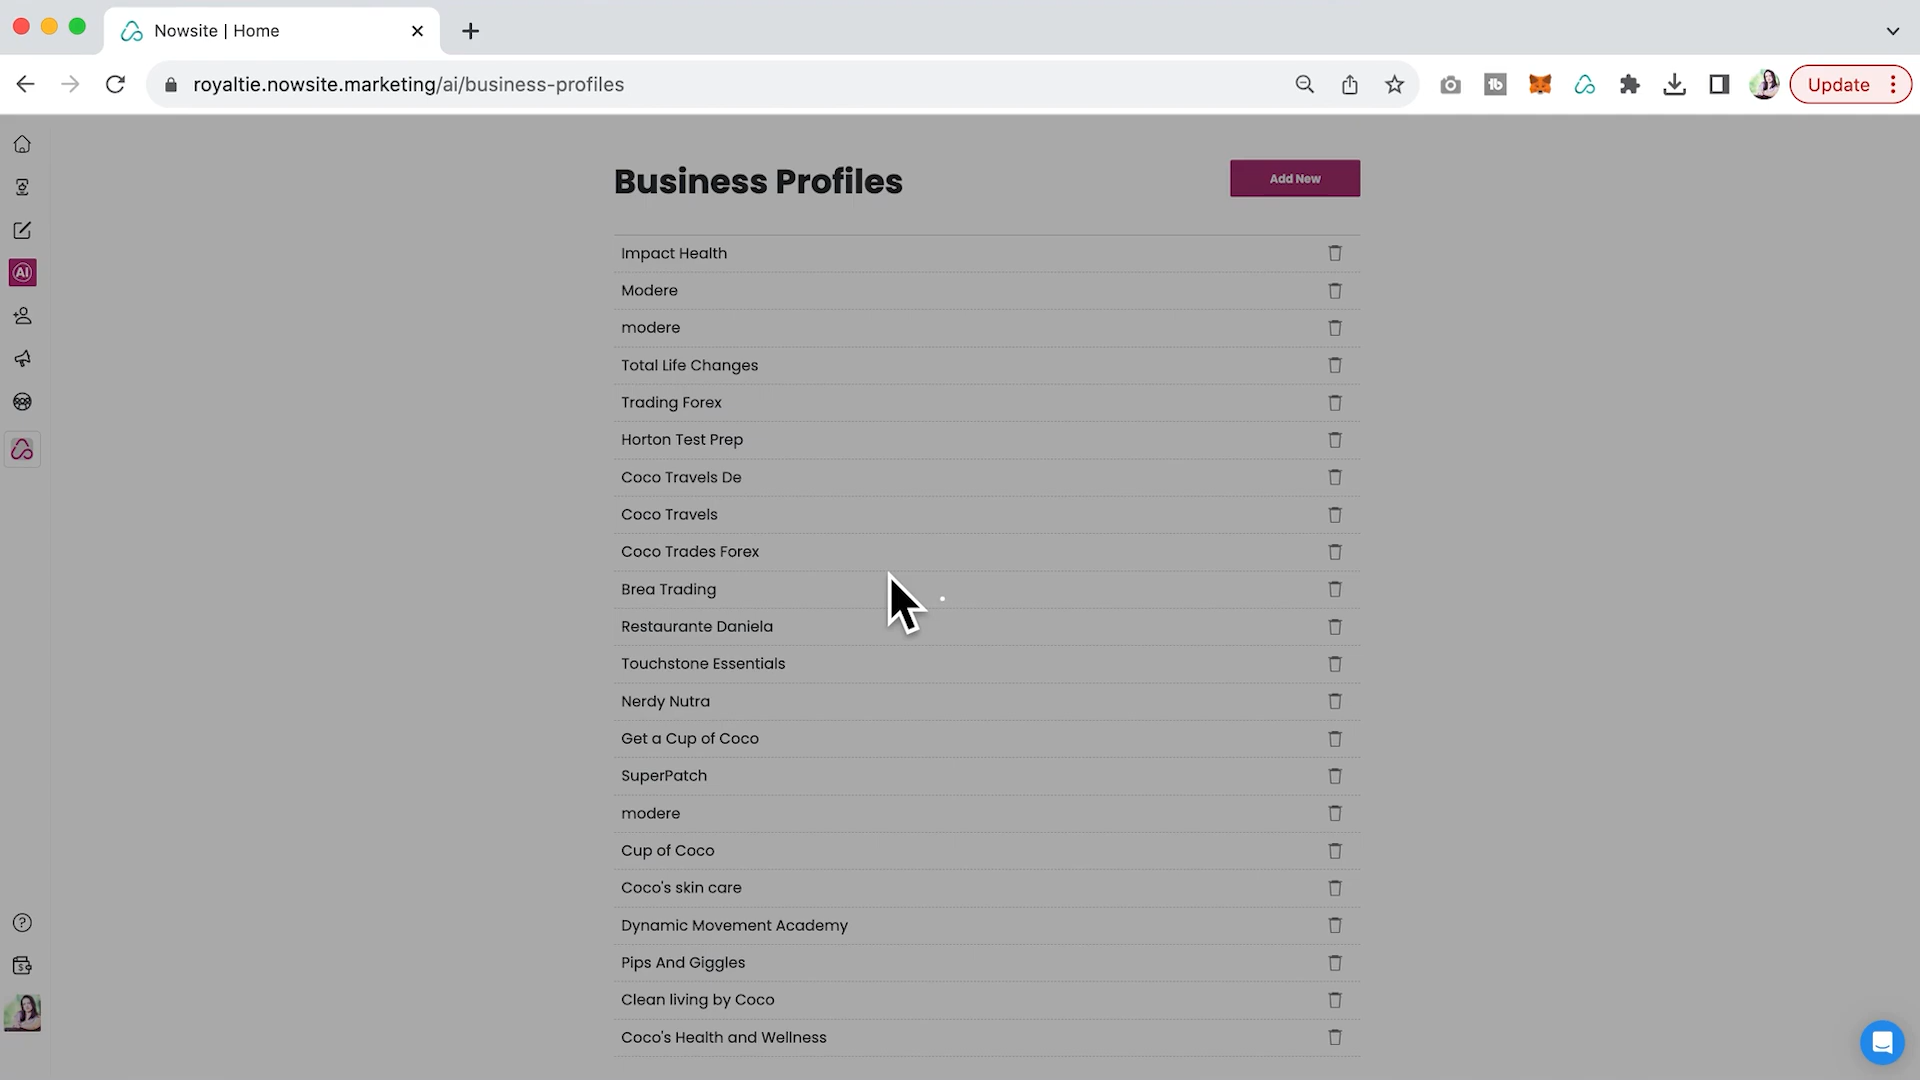 Nowsite | Home
royaltie.nowsite.marketing/ai/business-profiles
1b
Update
AI
Business Profiles
Add New
Impact Health
Modere
modere
Total Life Changes
Trading Forex
Horton Test Prep
Coco Travels De
Coco Travels
Coco Trades Forex
Brea Trading
Restaurante Daniela
Touchstone Essentials
Nerdy Nutra
Get a Cup of Coco
SuperPatch
modere
Cup of Coco
Coco's skin care
Dynamic Movement Academy
Pips And Giggles
Clean living by Coco
Coco's Health and Wellness